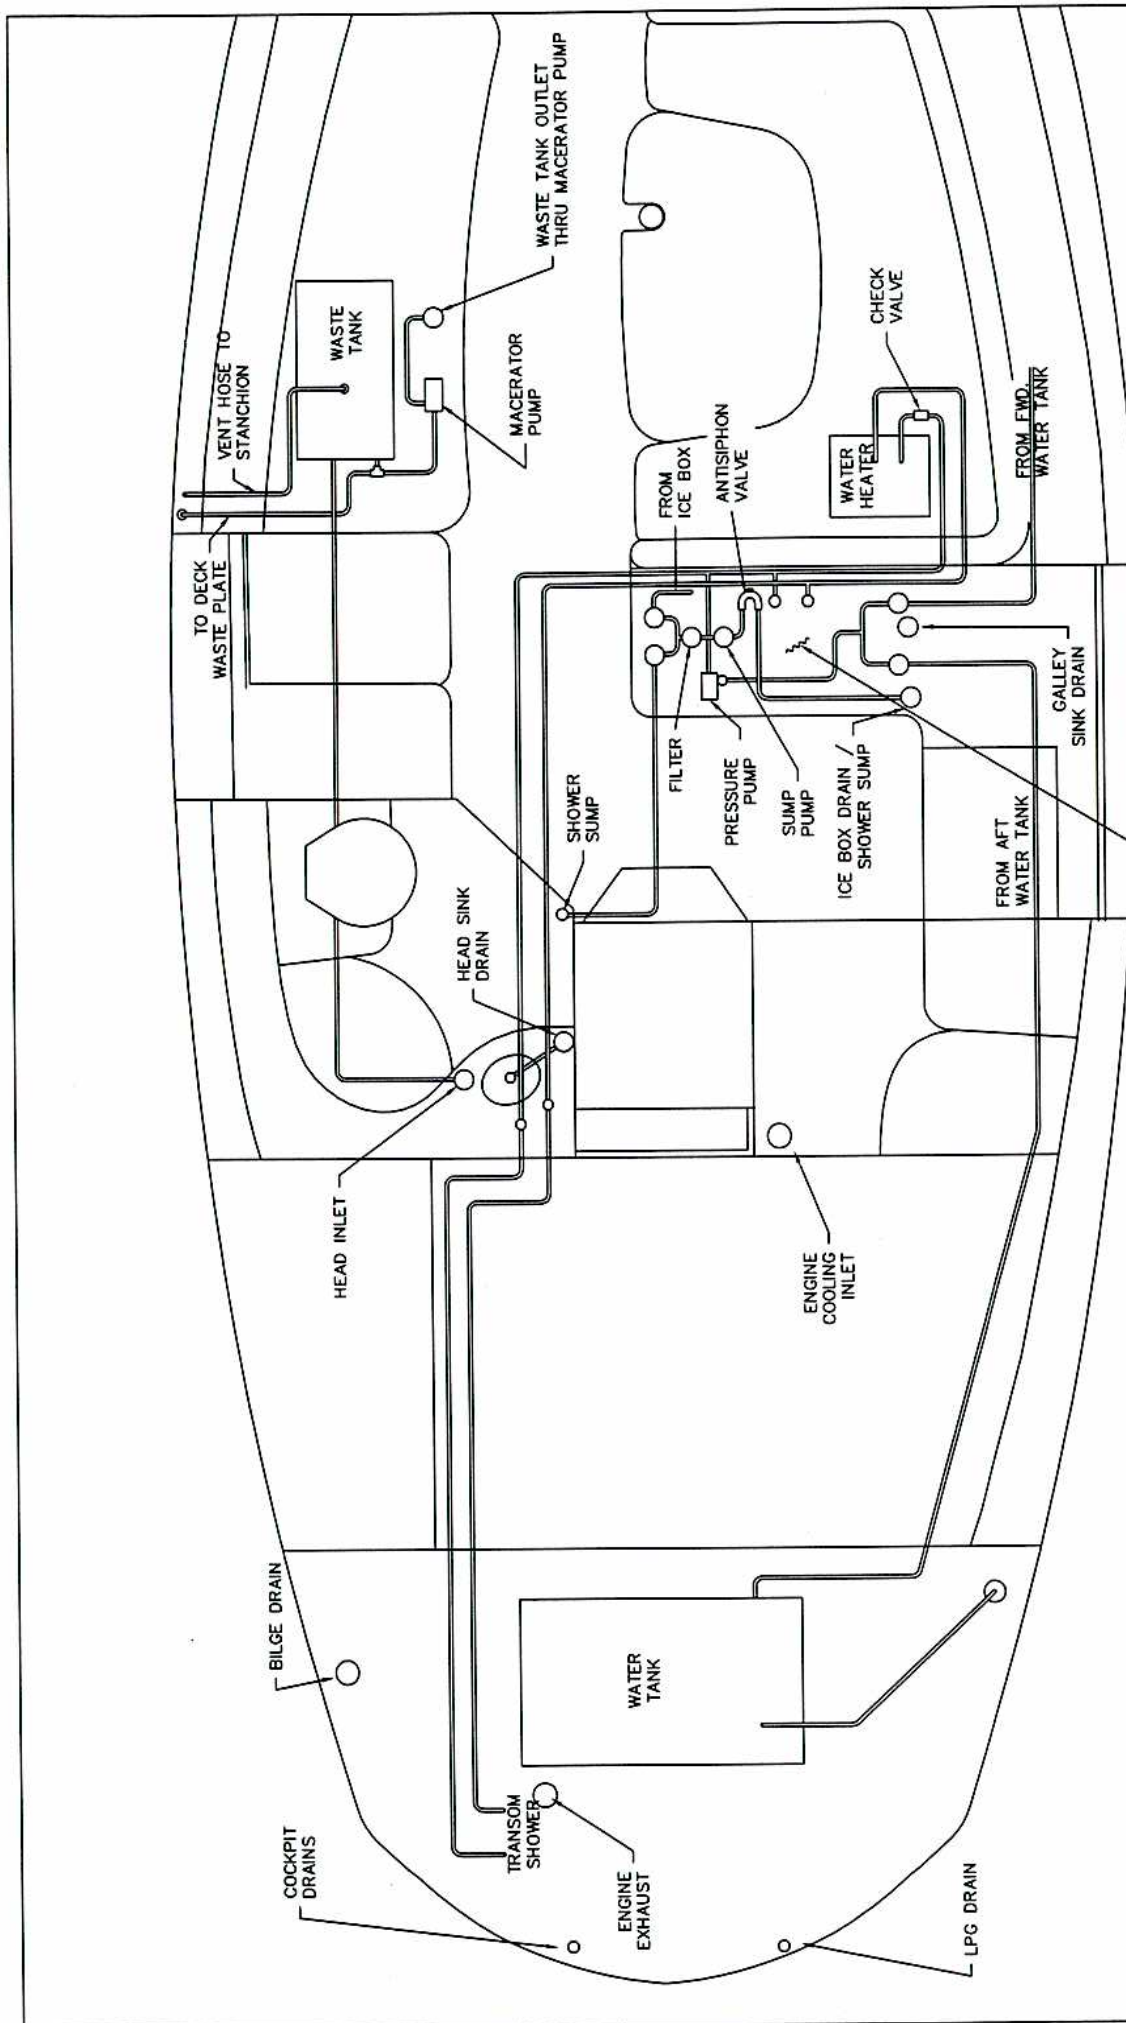 VENT HOSE TO
STANCHION
TO DECK
WASTE PLATE
WASTE
TANK
WASTE TANK OUTLET
THRU MACERATOR PUMP
MACERATOR
PUMP
CHECK
VALVE
ANTISIPHON
VALVE
FROM
ICE BOX
WATER
HEATER
FROM FWD.
WATER TANK
SHOWER
SUMP
FILTER
PRESSURE
PUMP
SUMP
PUMP
ICE BOX DRAIN /
SHOWER SUMP
GALLEY
SINK DRAIN
FROM AFT
WATER TANK
HEAD SINK
DRAIN
HEAD INLET
ENGINE
COOLING
INLET
BILGE DRAIN
WATER
TANK
COCKPIT
DRAINS
TRANSOM
SHOWER
ENGINE
EXHAUST
LPG DRAIN